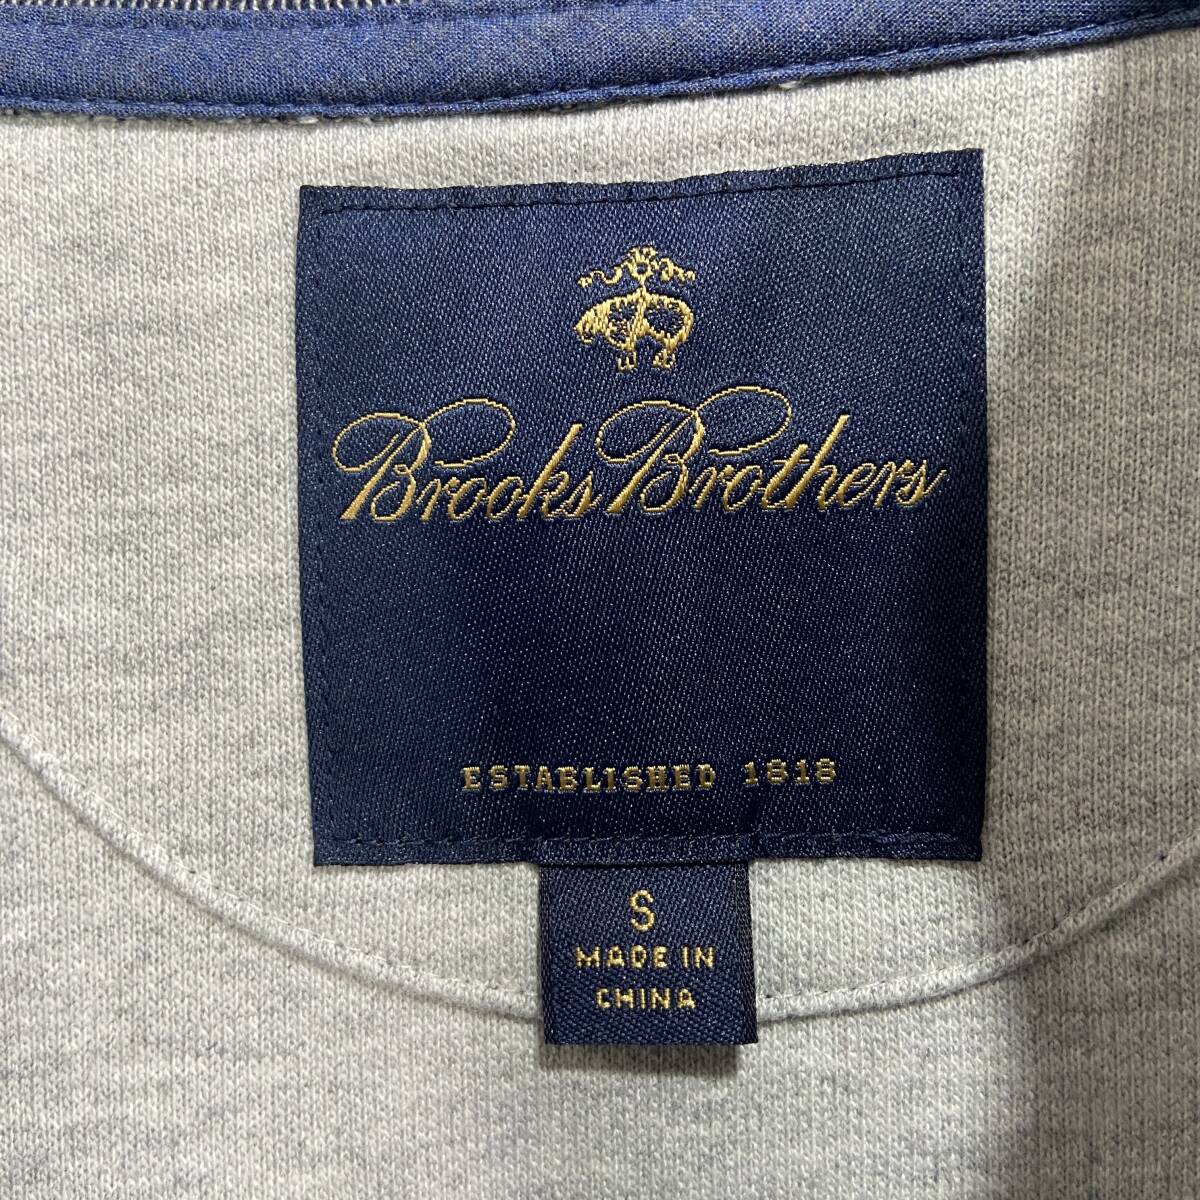 Brooks Brothers
ESTABLISHED 1818
S
MADE IN
CHINA